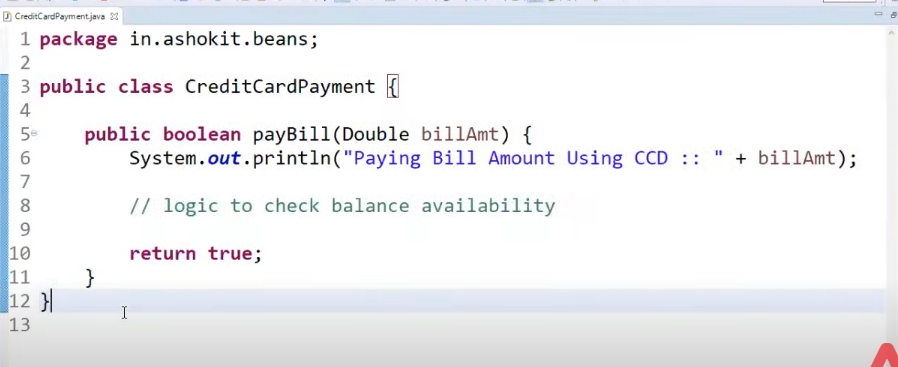 CreditCardPayment.java
1 package in.ashokit.beans;
2
3 public class CreditCardPayment {
4
5 public boolean payBill(Double billAmt) {
6 System.out.println("Paying Bill Amount Using CCD :: " + billAmt);
7
8 // logic to check balance availability
9
10 return true;
11 }
12 }
13